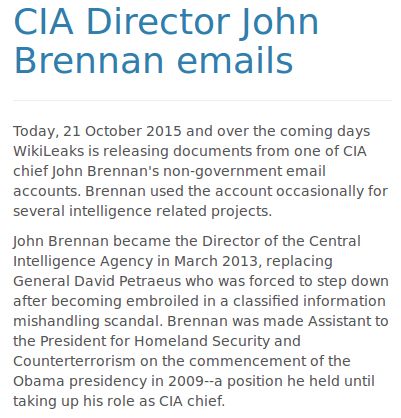 CIA Director John
Brennan emails
Today, 21 October 2015 and over the coming days
WikiLeaks is releasing documents from one of CIA
chief John Brennan's non-government email
accounts. Brennan used the account occasionally for
several intelligence related projects.
John Brennan became the Director of the Central
Intelligence Agency in March 2013, replacing
General David Petraeus who was forced to step down
after becoming embroiled in a classified information
mishandling scandal. Brennan was made Assistant to
the President for Homeland Security and
Counterterrorism on the commencement of the
Obama presidency in 2009--a position he held until
taking up his role as CIA chief.